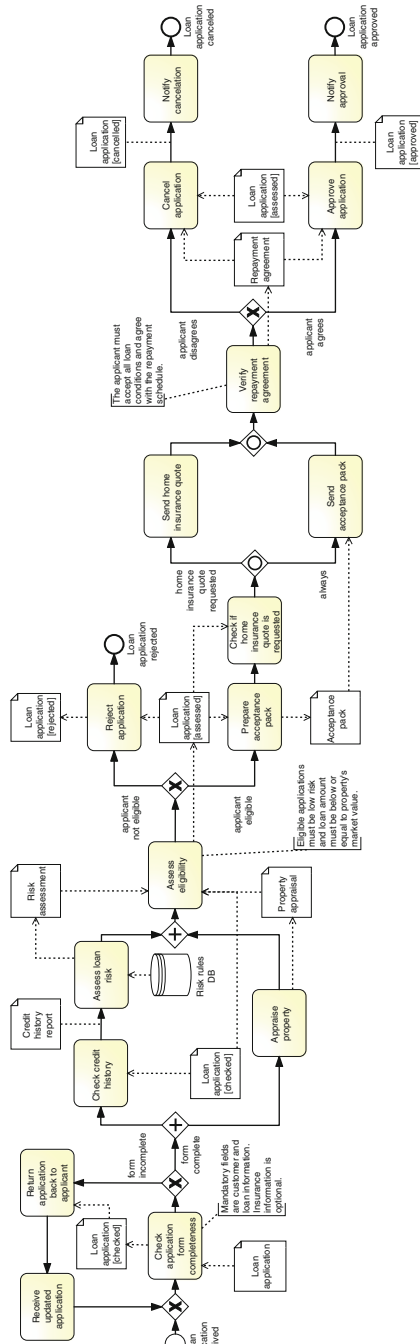 Receive
updated
application
Return
application
back to
applicant
Loan
application
[checked]
Check
application
form
completeness
Loan
application
form
incomplete
form
complete
Mandatory fields
are customer and
loan information.
Insurance
information is
optional.
Check credit
history
Credit
history
report
Assess loan
risk
Risk
assessment
Risk rules
DB
Loan
application
[checked]
Appraise
property
Property
appraisal
Assess
eligibility
Eligible applications
must be low risk
and loan amount
must be below or
equal to property's
market value.
applicant
not eligible
applicant
eligible
Reject
application
Loan
application
[rejected]
Loan
application
rejected
Loan
application
[assessed]
Prepare
acceptance
pack
Acceptance
pack
Check if
home
insurance
quote is
requested
home
insurance
quote
requested
always
Send home
insurance quote
Send
acceptance pack
Verify
repayment
agreement
The applicant must
accept all loan
conditions and agree
with the repayment
schedule.
applicant
disagrees
applicant
agrees
Repayment
agreement
Cancel
application
Loan
application
[cancelled]
Loan
application
[assessed]
Approve
application
Loan
application
[approved]
Notify
cancelation
Loan
application
canceled
Notify
approval
Loan
application
approved